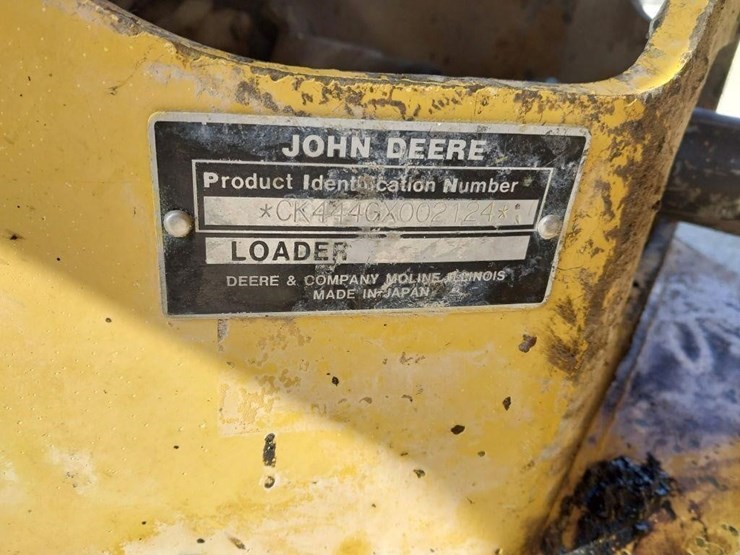 JOHN DEERE
Product Identification Number
*CK444GX002124*
LOADER
DEERE & COMPANY MOLINE, ILLINOIS
MADE IN JAPAN